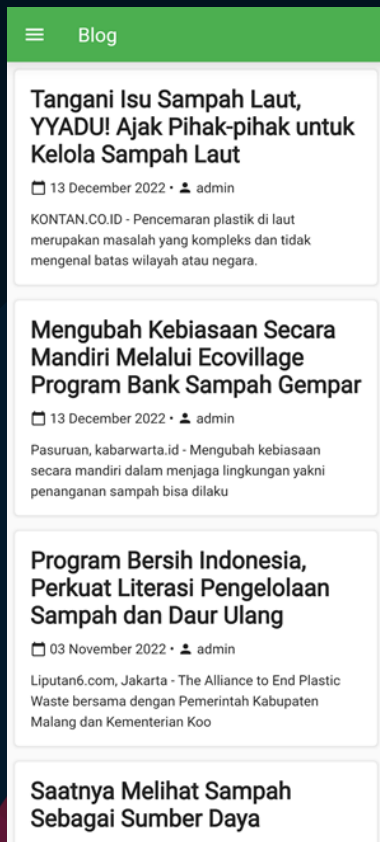 Blog
Tangani Isu Sampah Laut,
YYADU! Ajak Pihak-pihak untuk
Kelola Sampah Laut
13 December 2022 • admin
KONTAN.CO.ID - Pencemaran plastik di laut
merupakan masalah yang kompleks dan tidak
mengenal batas wilayah atau negara.
Mengubah Kebiasaan Secara
Mandiri Melalui Ecovillage
Program Bank Sampah Gempar
13 December 2022 • admin
Pasuruan, kabarwarta.id - Mengubah kebiasaan
secara mandiri dalam menjaga lingkungan yakni
penanganan sampah bisa dilaku
Program Bersih Indonesia,
Perkuat Literasi Pengelolaan
Sampah dan Daur Ulang
03 November 2022 • admin
Liputan6.com, Jakarta - The Alliance to End Plastic
Waste bersama dengan Pemerintah Kabupaten
Malang dan Kementerian Koo
Saatnya Melihat Sampah
Sebagai Sumber Daya